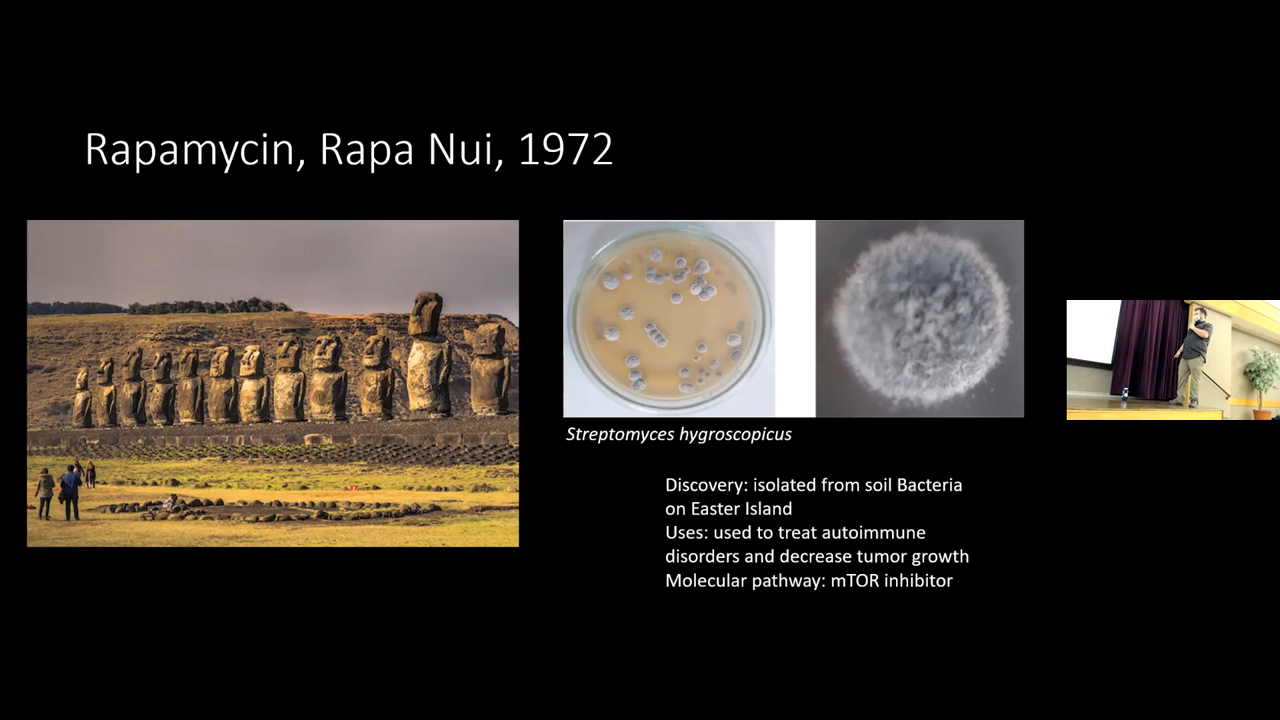 Rapamycin, Rapa Nui, 1972
Streptomyces hygroscopicus
Discovery: isolated from soil Bacteria
on Easter Island
Uses: used to treat autoimmune
disorders and decrease tumor growth
Molecular pathway: mTOR inhibitor